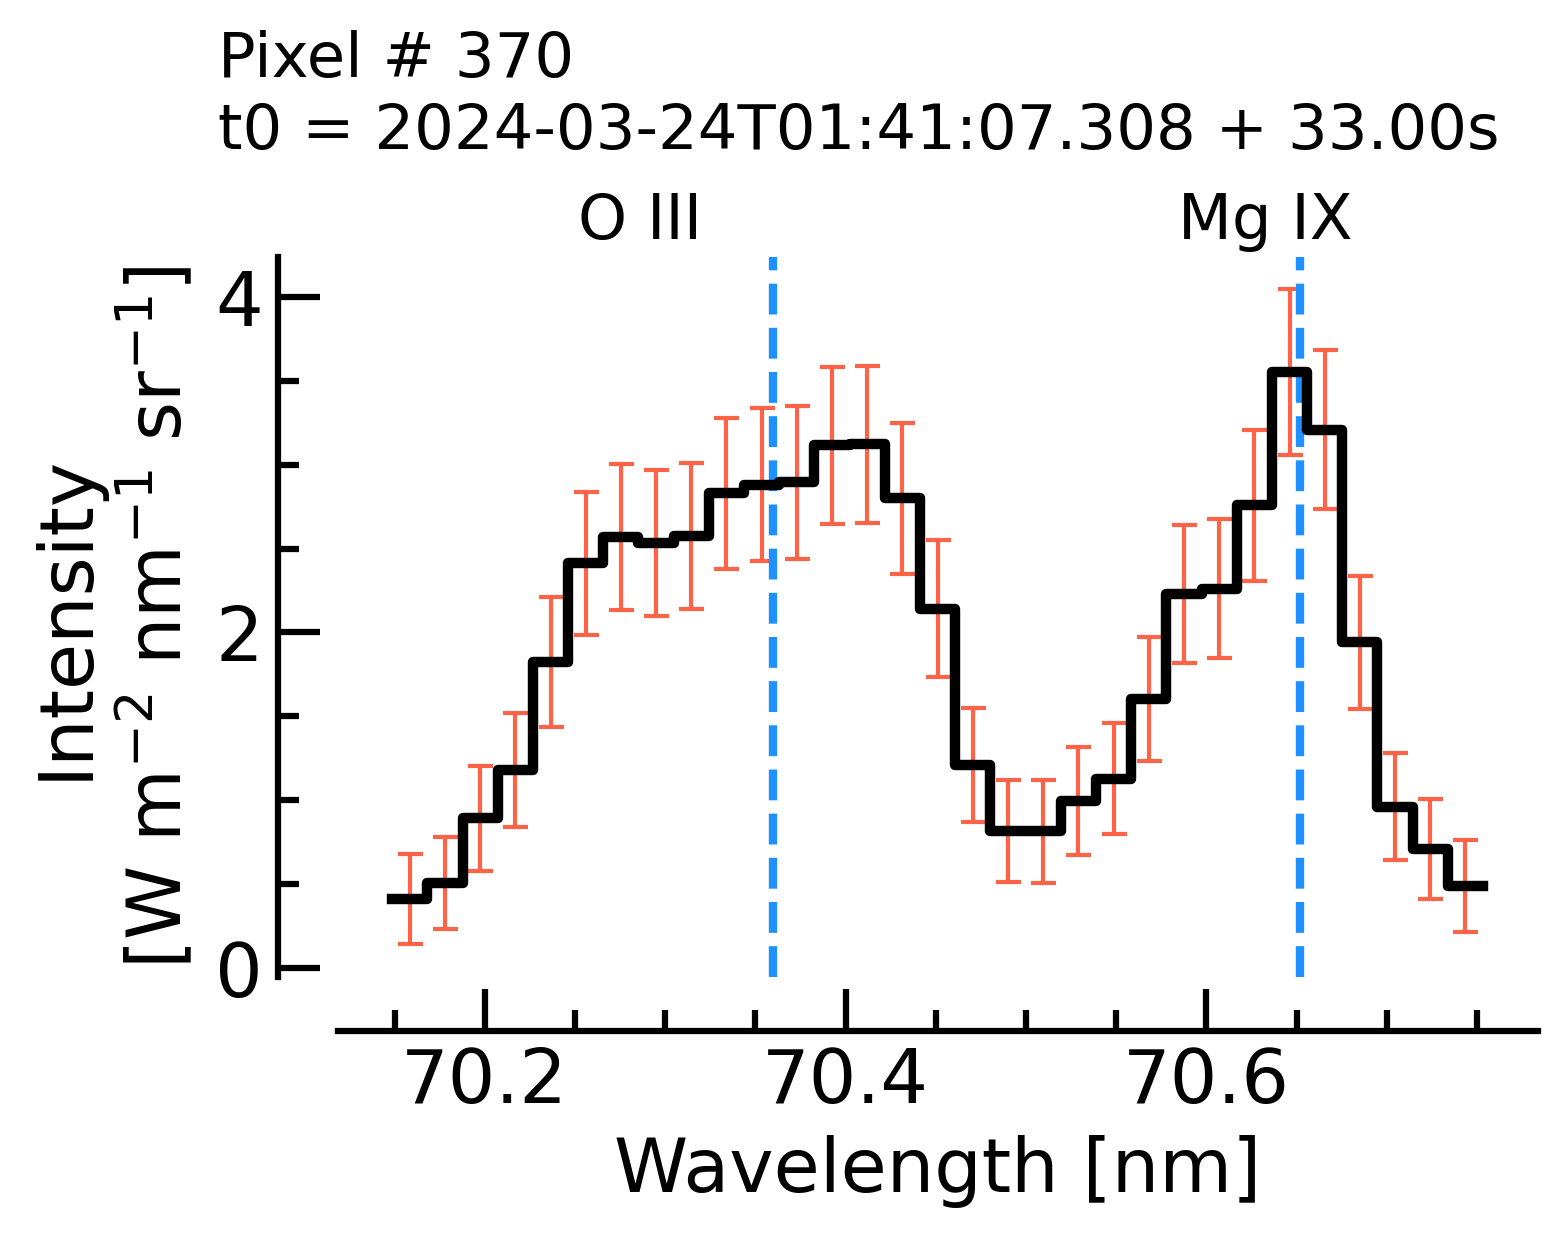 Pixel # 370
t0 = 2024-03-24T01:41:07.308 + 33.00s
O III
Mg IX
4
2
0
Intensity
[W m⁻² nm⁻¹ sr⁻¹]
70.2
70.4
70.6
Wavelength [nm]